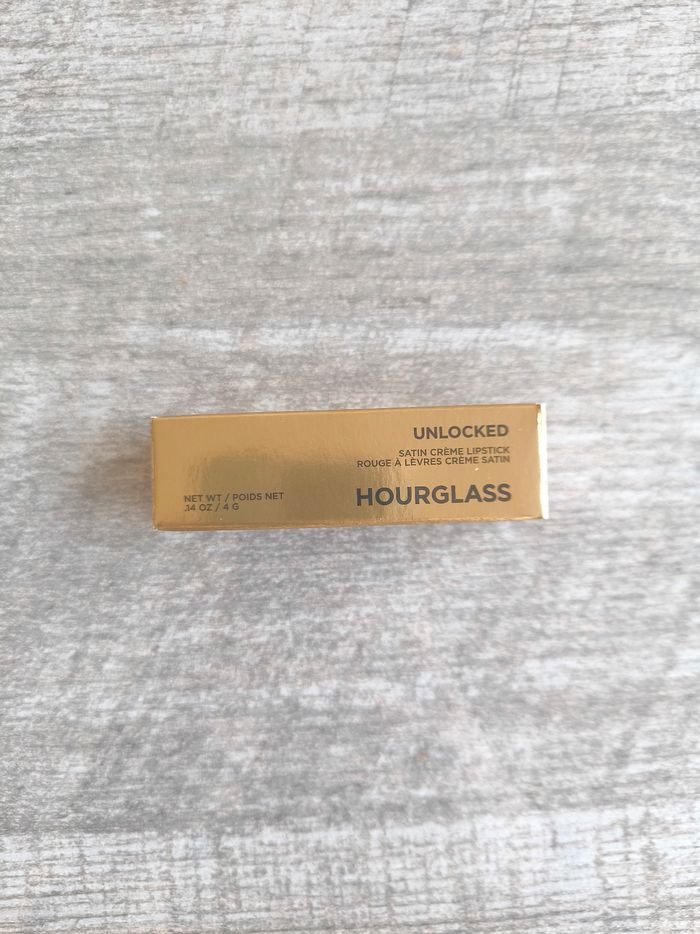 UNLOCKED
SATIN CRÈME LIPSTICK
ROUGE À LÈVRES CRÈME SATIN
HOURGLASS
NET WT / POIDS NET
.14 OZ / 4 G